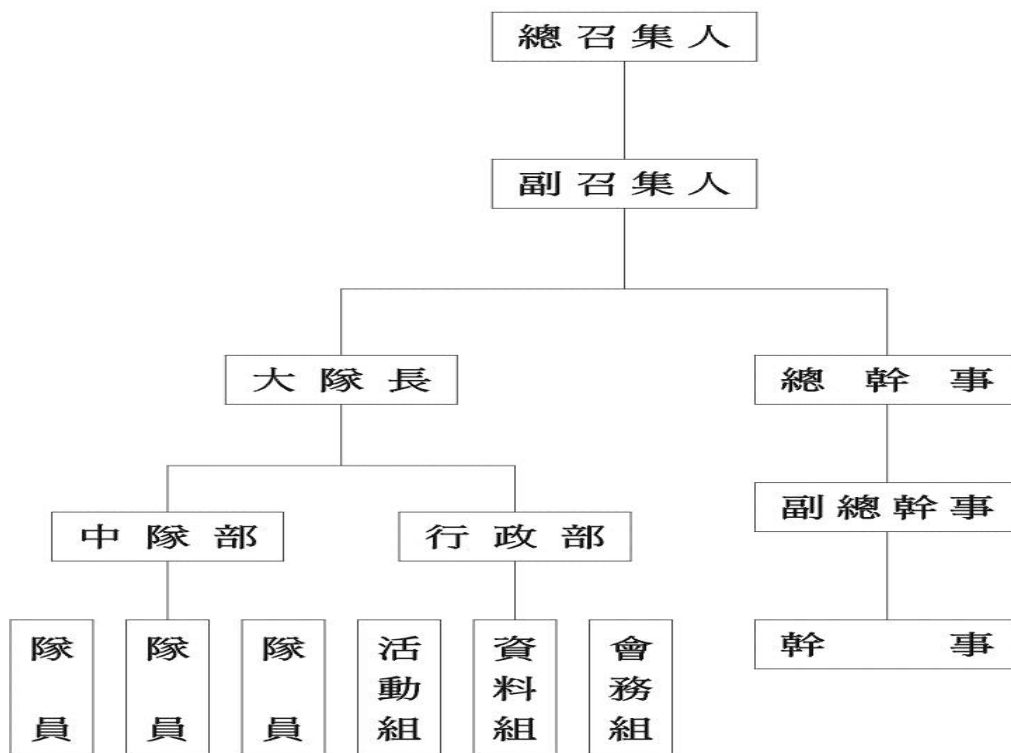 總召集人
副召集人
大隊長
總幹事
副總幹事
中隊部
行政部
隊員
隊員
隊員
活動組
資料組
會務組
幹事